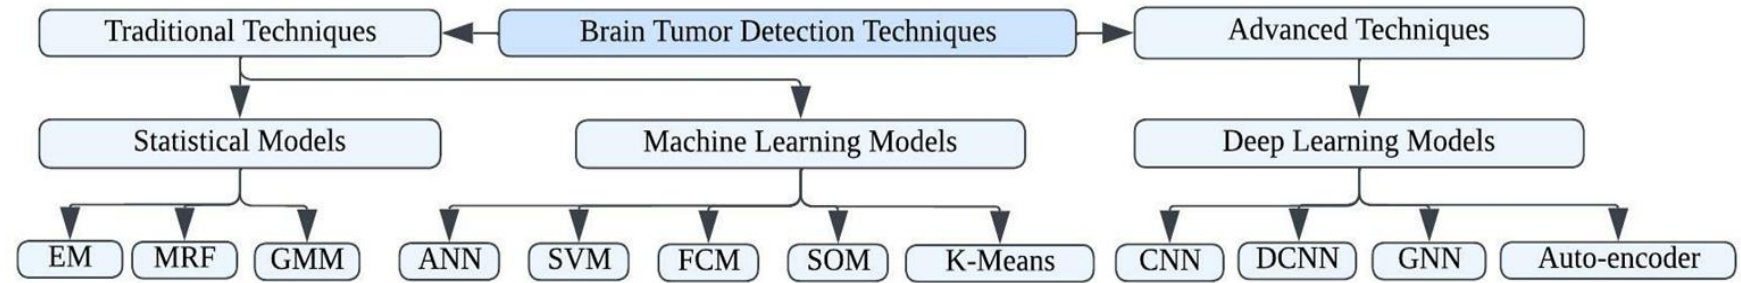 Traditional Techniques
Brain Tumor Detection Techniques
Advanced Techniques
Statistical Models
Machine Learning Models
Deep Learning Models
EM
MRF
GMM
ANN
SVM
FCM
SOM
K-Means
CNN
DCNN
GNN
Auto-encoder